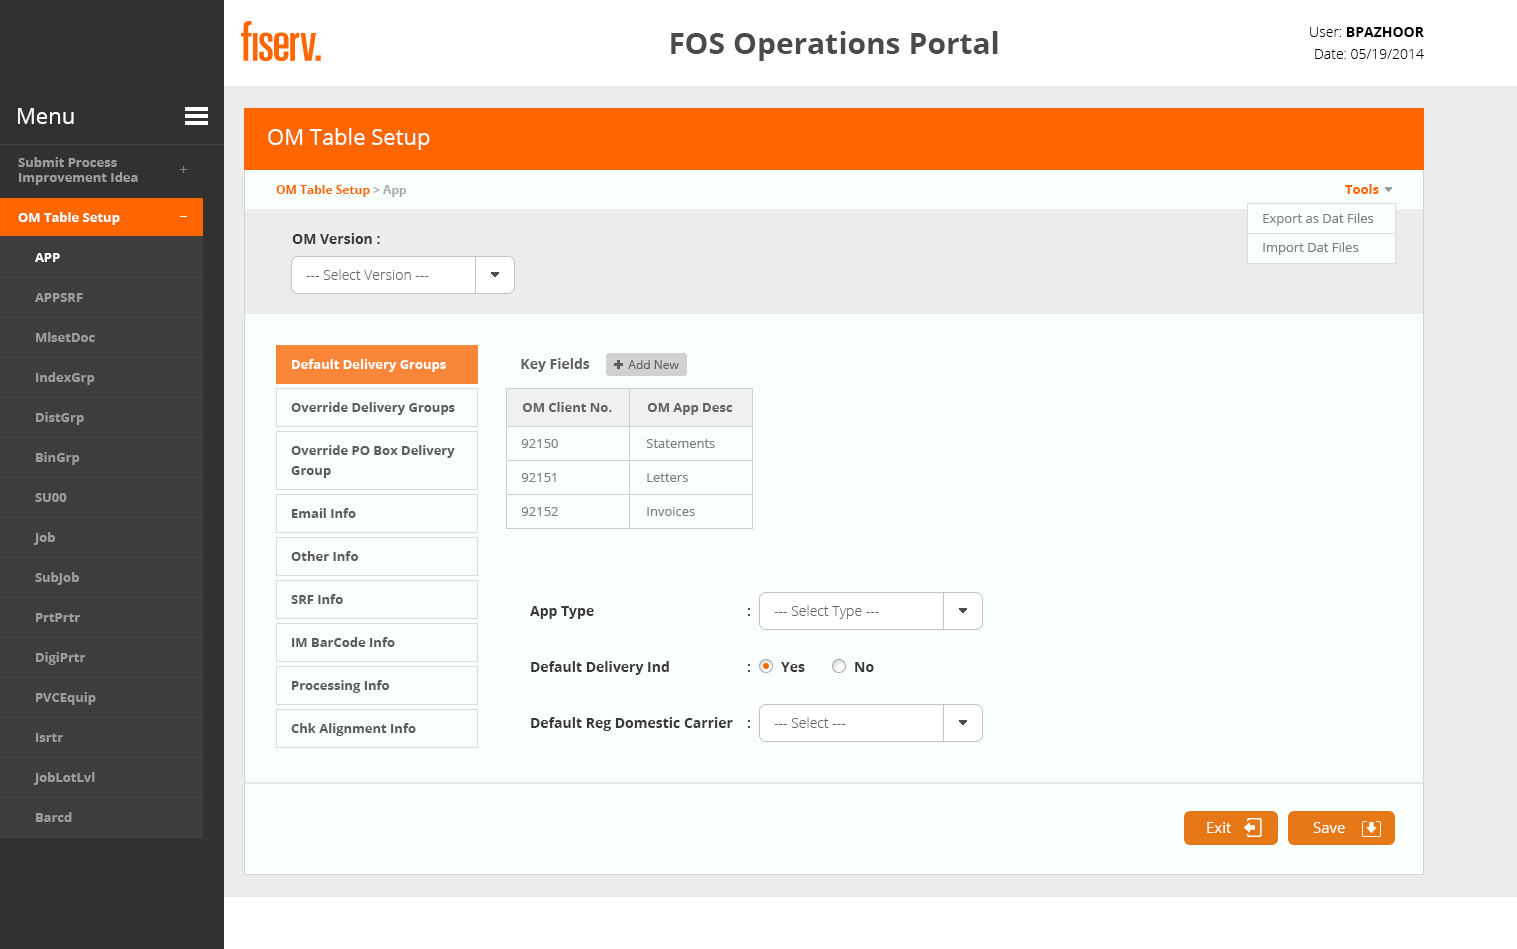 fiserv.
FOS Operations Portal
User: BPAZHOOR
Date: 05/19/2014
Menu
Submit Process
Improvement Idea
+
OM Table Setup
−
APP
APPSRF
MlsetDoc
IndexGrp
DistGrp
BinGrp
SU00
Job
SubJob
PrtPrtr
DigiPrtr
PVCEquip
Isrtr
JobLotLvl
Barcd
OM Table Setup
OM Table Setup > App
Tools
Export as Dat Files
Import Dat Files
OM Version :
--- Select Version ---
Default Delivery Groups
Override Delivery Groups
Override PO Box Delivery
Group
Email Info
Other Info
SRF Info
IM BarCode Info
Processing Info
Chk Alignment Info
Key Fields
+ Add New
OM Client No. OM App Desc
92150 Statements
92151 Letters
92152 Invoices
App Type : --- Select Type ---
Default Delivery Ind : Yes No
Default Reg Domestic Carrier : --- Select ---
Exit
Save